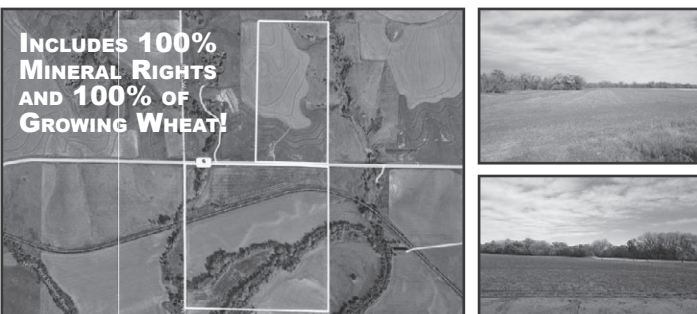 INCLUDES 100%
MINERAL RIGHTS
AND 100% OF
GROWING WHEAT!